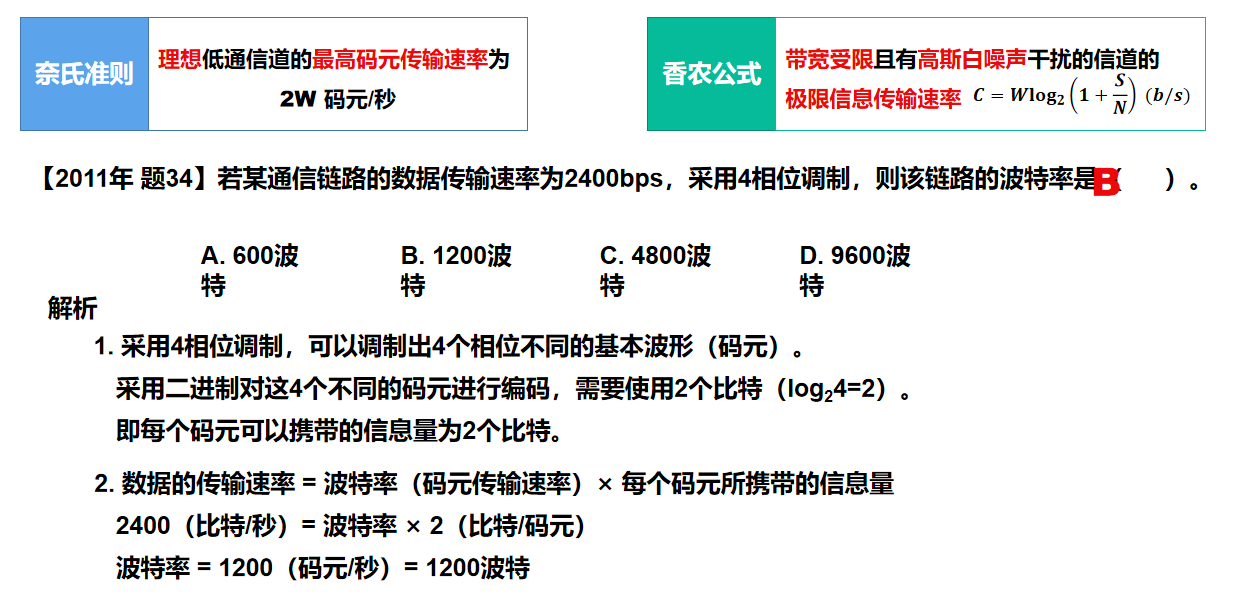 奈氏准则
理想低通信道的最高码元传输速率为
2W 码元/秒
香农公式
带宽受限且有高斯白噪声干扰的信道的
极限信息传输速率 C = Wlog₂(1 + S/N) (b/s)
【2011年 题34】若某通信链路的数据传输速率为2400bps，采用4相位调制，则该链路的波特率是（B ）。
A. 600波
特
B. 1200波
特
C. 4800波
特
D. 9600波
特
解析
1. 采用4相位调制，可以调制出4个相位不同的基本波形（码元）。
采用二进制对这4个不同的码元进行编码，需要使用2个比特（log₂4=2）。
即每个码元可以携带的信息量为2个比特。
2. 数据的传输速率 = 波特率（码元传输速率）× 每个码元所携带的信息量
2400（比特/秒）= 波特率 × 2（比特/码元）
波特率 = 1200（码元/秒）= 1200波特